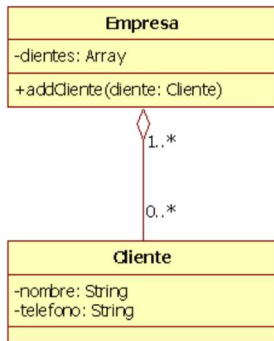 Empresa
-clientes: Array
+addCliente(cliente: Cliente)
1..*
0..*
Cliente
-nombre: String
-telefono: String